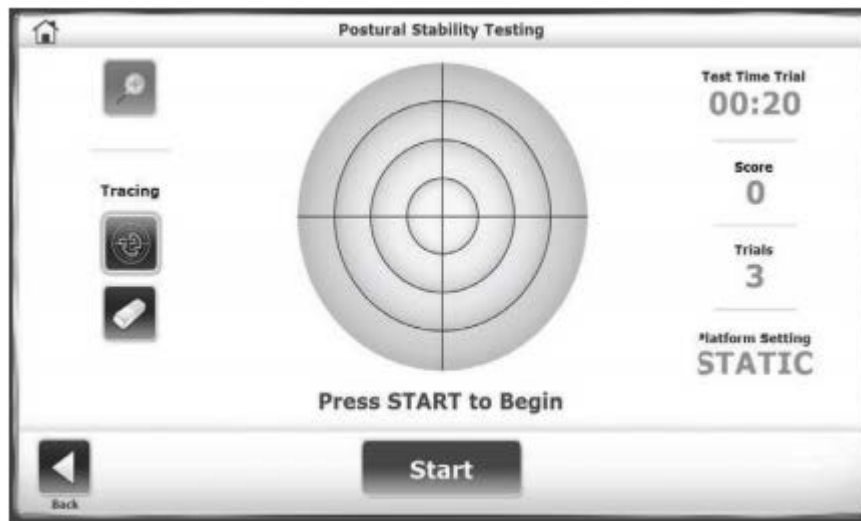 Postural Stability Testing
Test Time Trial
00:20
Tracing
Score
0
Trials
3
Platform Setting
STATIC
Press START to Begin
Start
Back